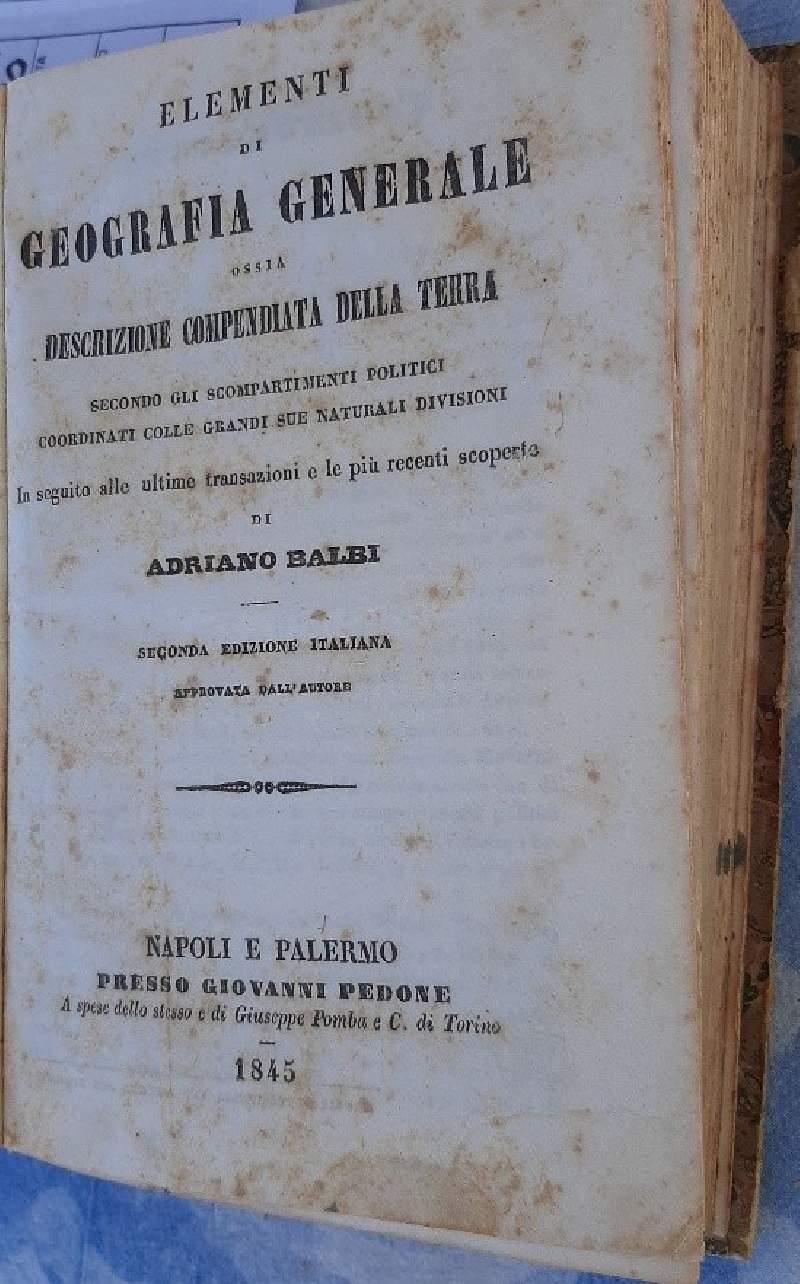 ELEMENTI
DI
GEOGRAFIA GENERALE
OSSIA
DESCRIZIONE COMPENDIATA DELLA TERRA
SECONDO GLI SCOMPARTIMENTI POLITICI
COORDINATI COLLE GRANDI SUE NATURALI DIVISIONI
In seguito alle ultime transazioni e le più recenti scoperte
DI
ADRIANO BALBI
SECONDA EDIZIONE ITALIANA
APPROVATA DALL'AUTORE
NAPOLI E PALERMO
PRESSO GIOVANNI PEDONE
A spese dello stesso e di Giuseppe Pomba e C. di Torino
1845